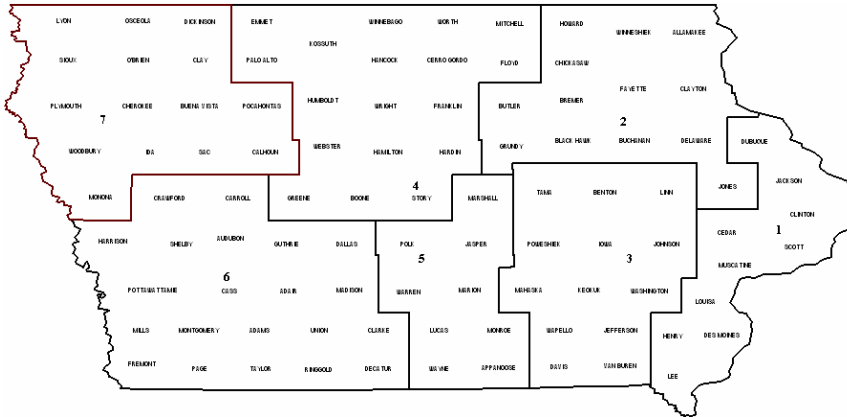 LYON OSCEOLA DICKINSON EMMET WINNEBAGO WORTH MITCHELL HOWARD
WINNESHIEK ALLAMAKEE
KOSSUTH
SIOUX O'BRIEN CLAY PALO ALTO HANCOCK CERRO GORDO FLOYD CHICKASAW
FAYETTE CLAYTON
PLYMOUTH CHEROKEE BUENA VISTA POCAHONTAS HUMBOLDT WRIGHT FRANKLIN BUTLER BREMER
7 2
WOODBURY IDA SAC CALHOUN WEBSTER HAMILTON HARDIN GRUNDY BLACK HAWK BUCHANAN DELAWARE DUBUQUE
4
MONONA CRAWFORD CARROLL GREENE BOONE STORY MARSHALL TAMA BENTON LINN JONES JACKSON
CLINTON
HARRISON SHELBY AUDUBON GUTHRIE DALLAS POLK JASPER POWESHIEK IOWA JOHNSON CEDAR 1 SCOTT
5 3
6
MUSCATINE
POTTAWATTAMIE CASS ADAIR MADISON WARREN MARION MAHASKA KEOKUK WASHINGTON
LOUISA
MILLS MONTGOMERY ADAMS UNION CLARKE LUCAS MONROE WAPELLO JEFFERSON HENRY DES MOINES
FREMONT PAGE TAYLOR RINGGOLD DECATUR WAYNE APPANOOSE DAVIS VAN BUREN
LEE